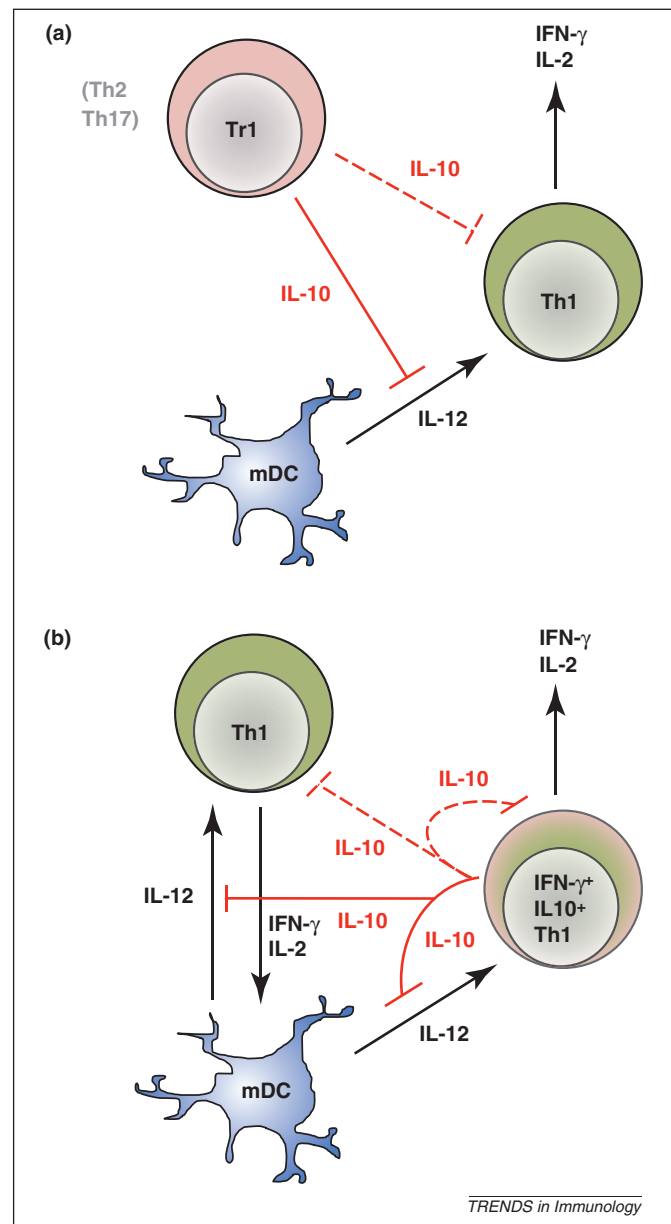 (a)
IFN-γ
IL-2
(Th2
Th17)
Tr1
IL-10
IL-10
Th1
IL-12
mDC
(b)
IFN-γ
IL-2
Th1
IL-10
IL-10
IL-12
IFN-γ
IL-2
IL-10
IL-10
IFN-γ+
IL10+
Th1
IL-12
mDC
TRENDS in Immunology